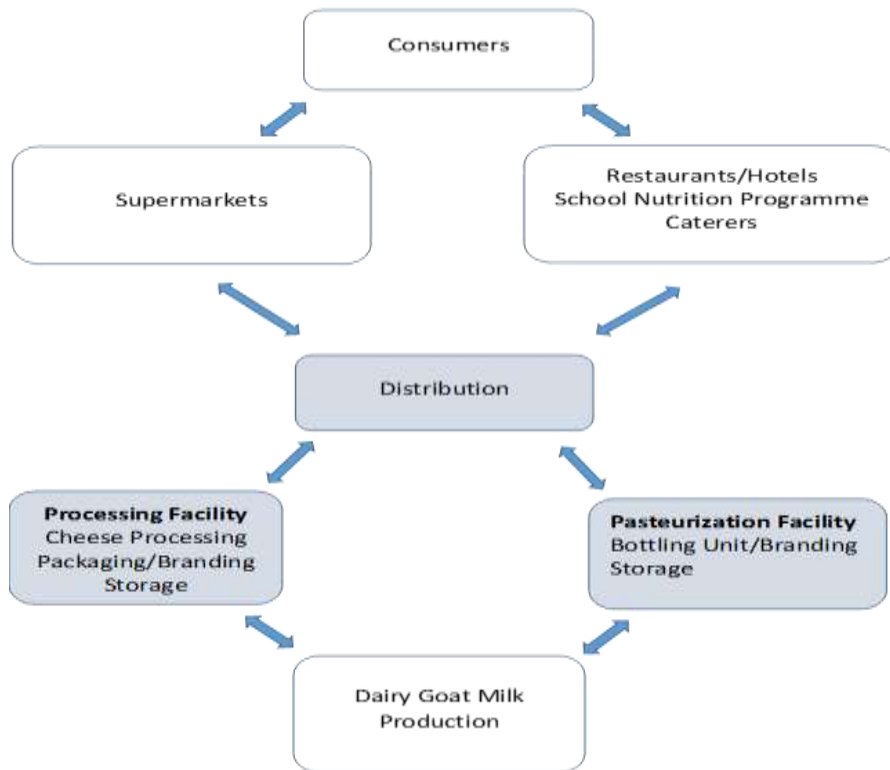 Consumers
Supermarkets
Restaurants/Hotels
School Nutrition Programme
Caterers
Distribution
Processing Facility
Cheese Processing
Packaging/Branding
Storage
Pasteurization Facility
Bottling Unit/Branding
Storage
Dairy Goat Milk
Production